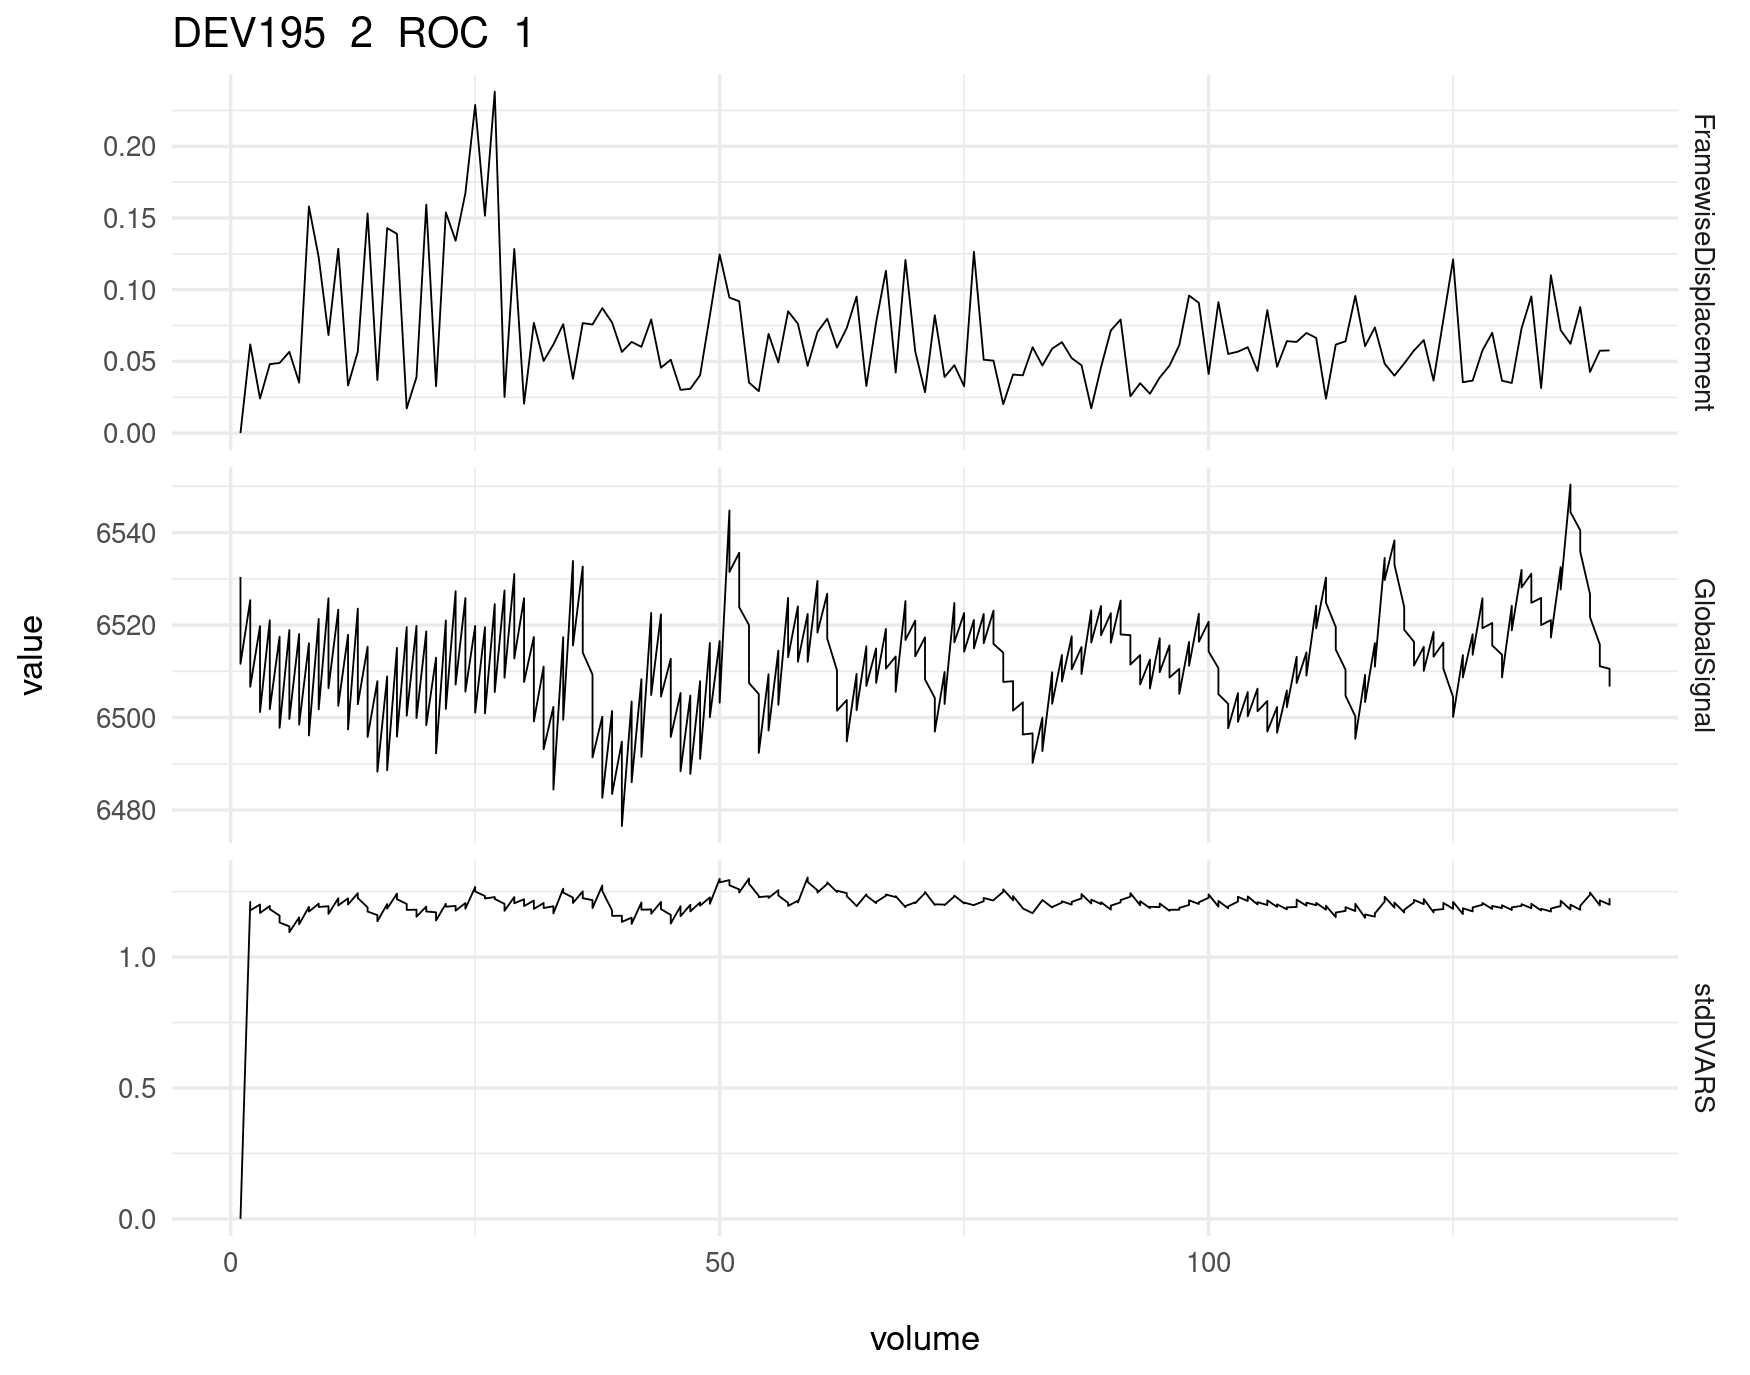 DEV195 2 ROC 1
0.20
0.15
0.10
0.05
0.00
FramewiseDisplacement
value
6540
6520
6500
6480
GlobalSignal
1.0
0.5
0.0
stdDVARS
0 50 100
volume